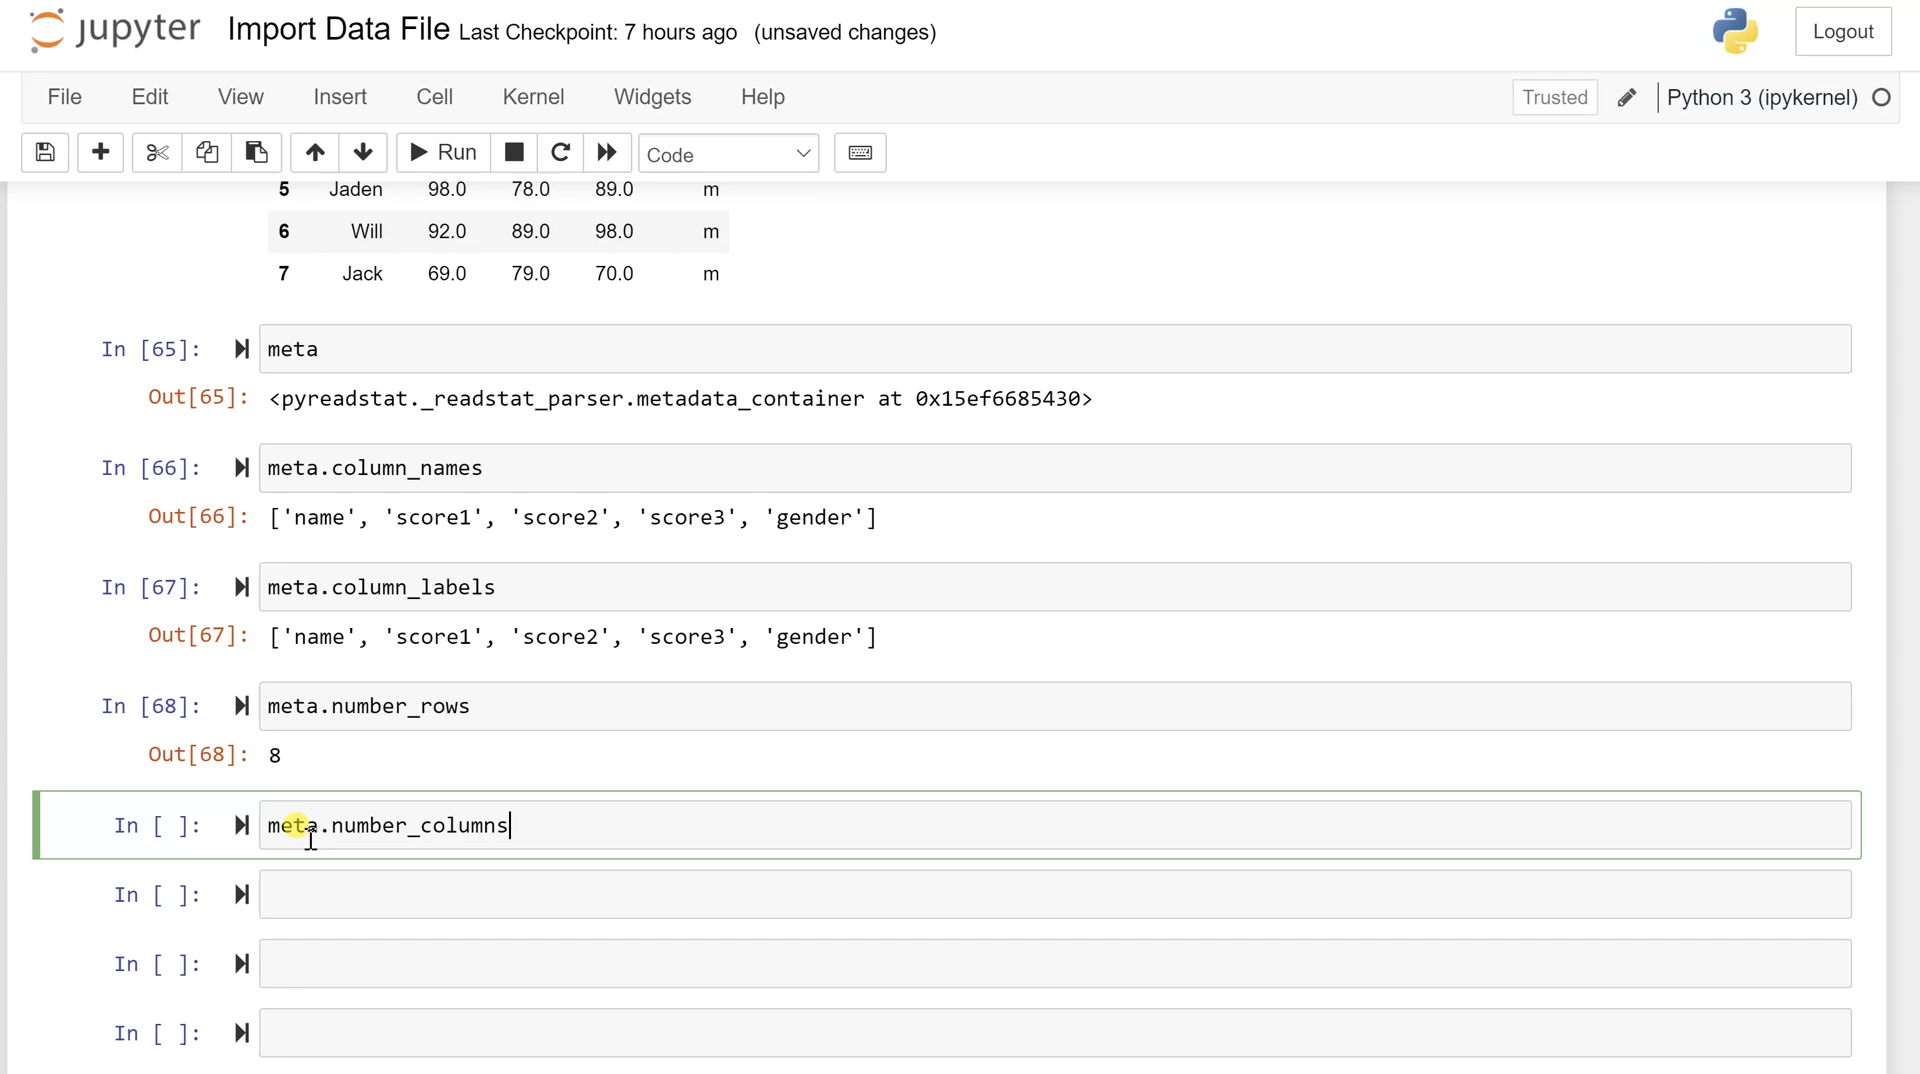 jupyter Import Data File Last Checkpoint: 7 hours ago (unsaved changes) Logout
File Edit View Insert Cell Kernel Widgets Help Trusted Python 3 (ipykernel)
Run Code
5 Jaden 98.0 78.0 89.0 m
6 Will 92.0 89.0 98.0 m
7 Jack 69.0 79.0 70.0 m
In [65]: meta
Out[65]: <pyreadstat._readstat_parser.metadata_container at 0x15ef6685430>
In [66]: meta.column_names
Out[66]: ['name', 'score1', 'score2', 'score3', 'gender']
In [67]: meta.column_labels
Out[67]: ['name', 'score1', 'score2', 'score3', 'gender']
In [68]: meta.number_rows
Out[68]: 8
In [ ]: meta.number_columns
In [ ]:
In [ ]:
In [ ]: